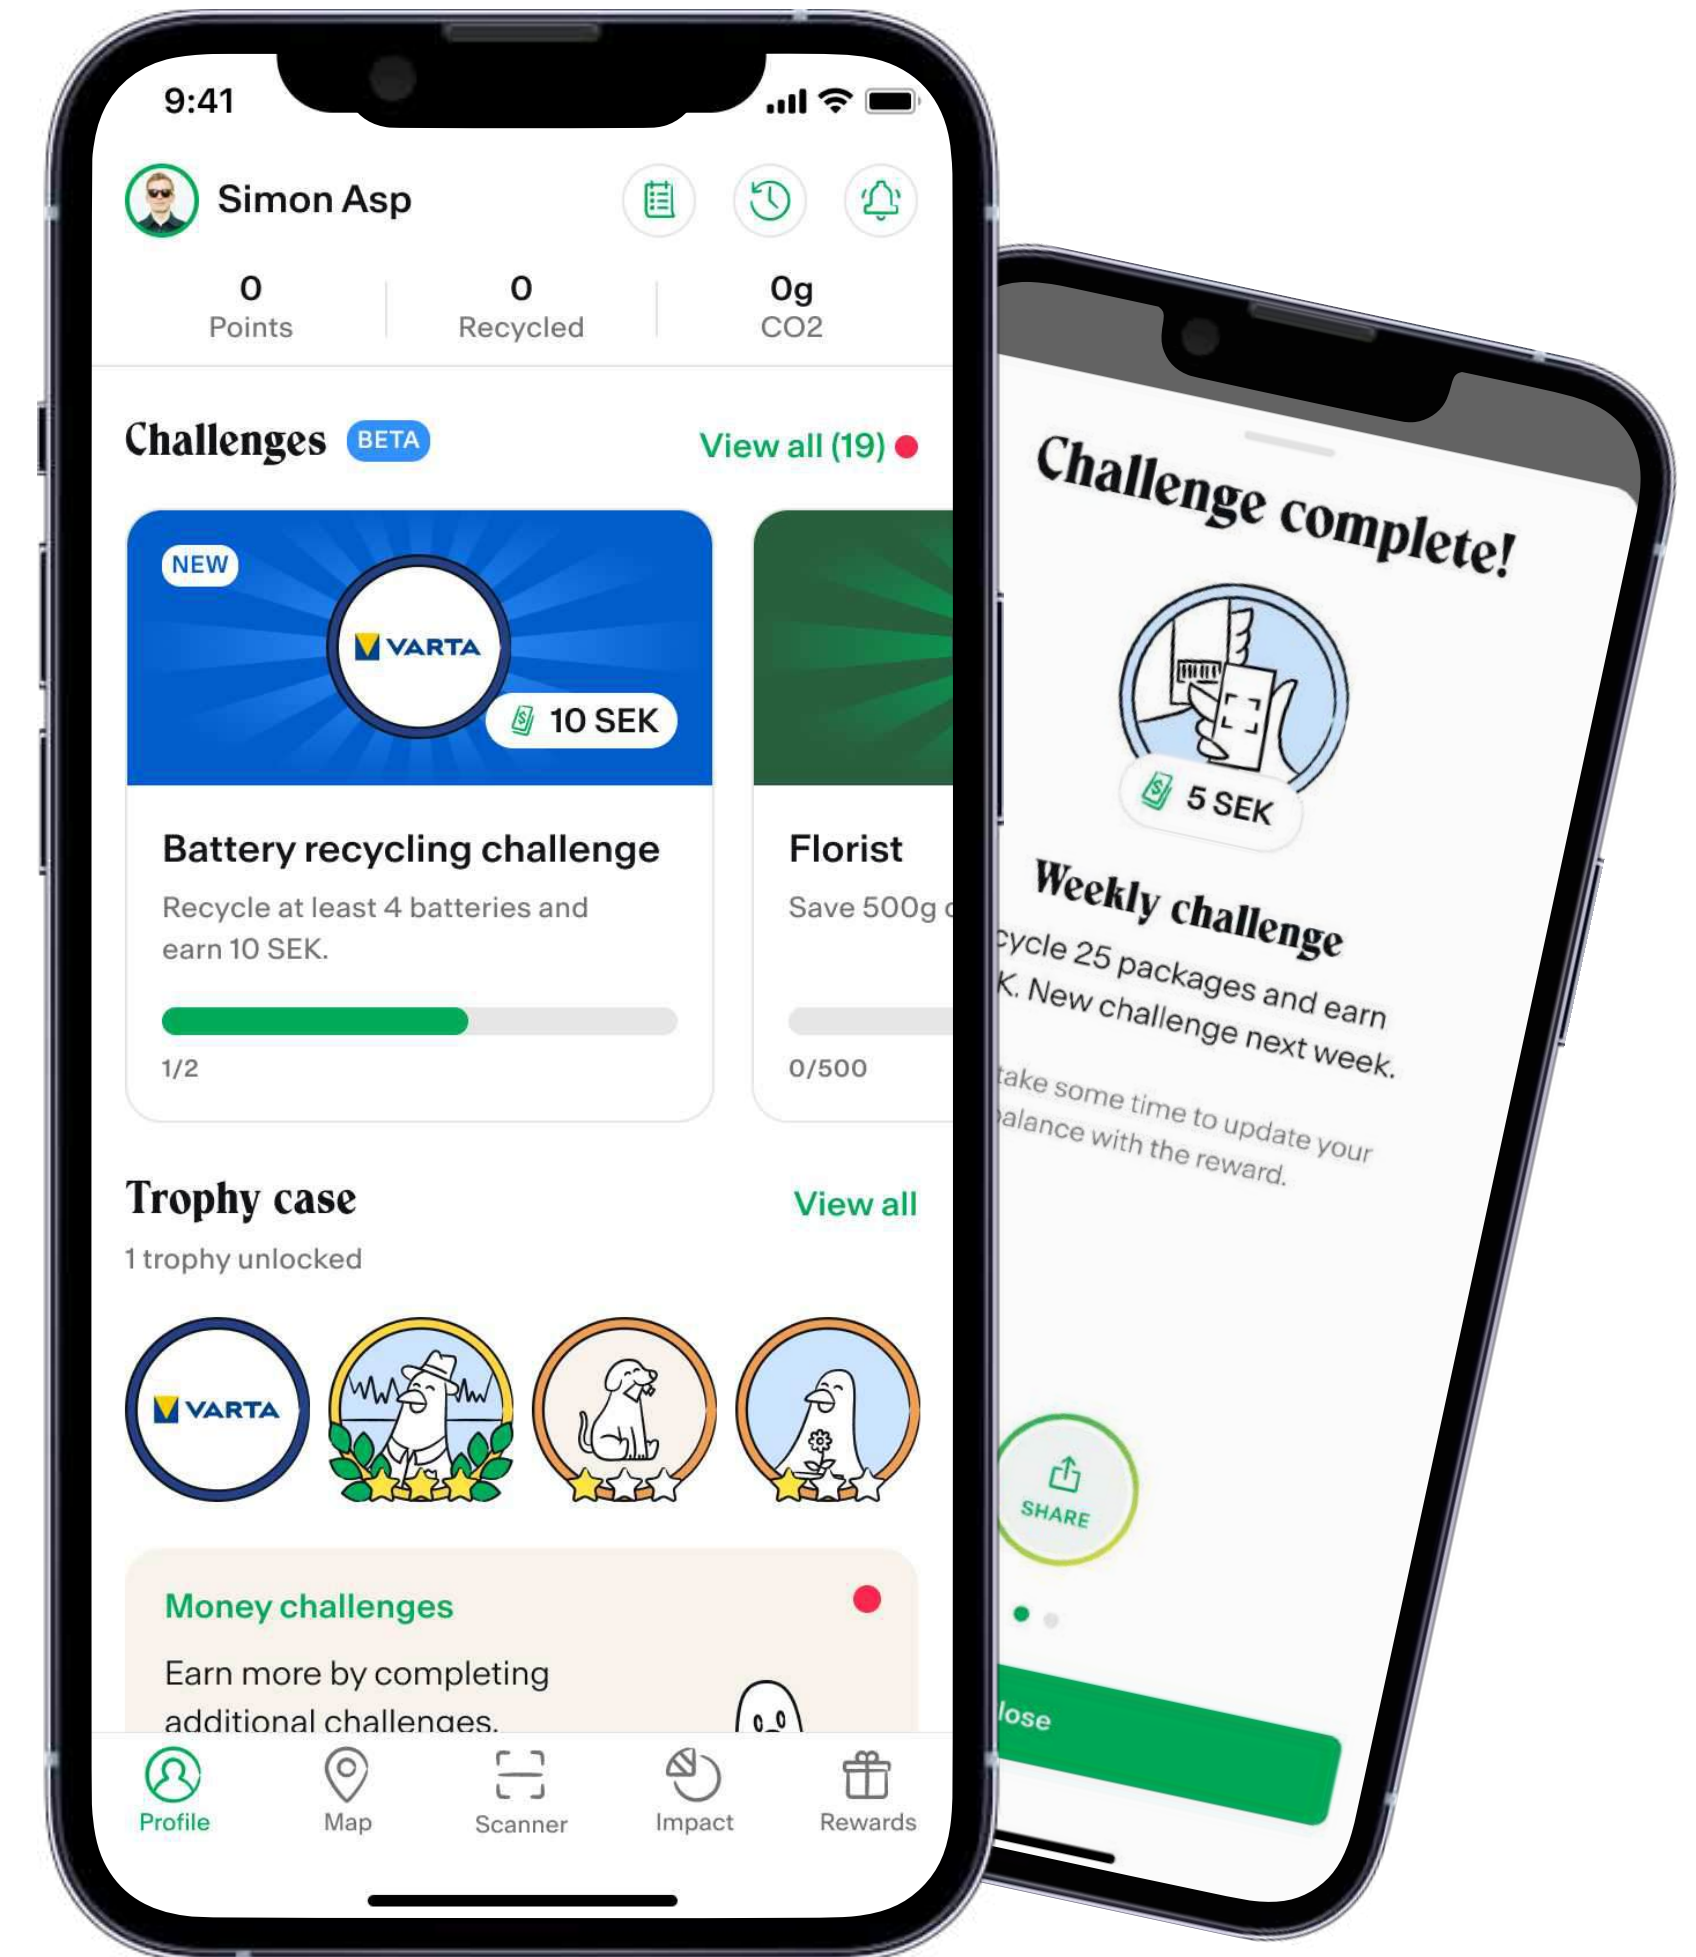 9:41
Simon Asp
0
Points
0
Recycled
0g
CO2
Challenges BETA View all (19)
NEW
VARTA
10 SEK
Battery recycling challenge
Recycle at least 4 batteries and
earn 10 SEK.
1/2
Florist
Save 500g
0/500
Trophy case View all
1 trophy unlocked
VARTA
Money challenges
Earn more by completing
additional challenges.
Profile Map Scanner Impact Rewards
Challenge complete!
5 SEK
Weekly challenge
cycle 25 packages and earn
K. New challenge next week.
take some time to update your
balance with the reward.
SHARE
lose